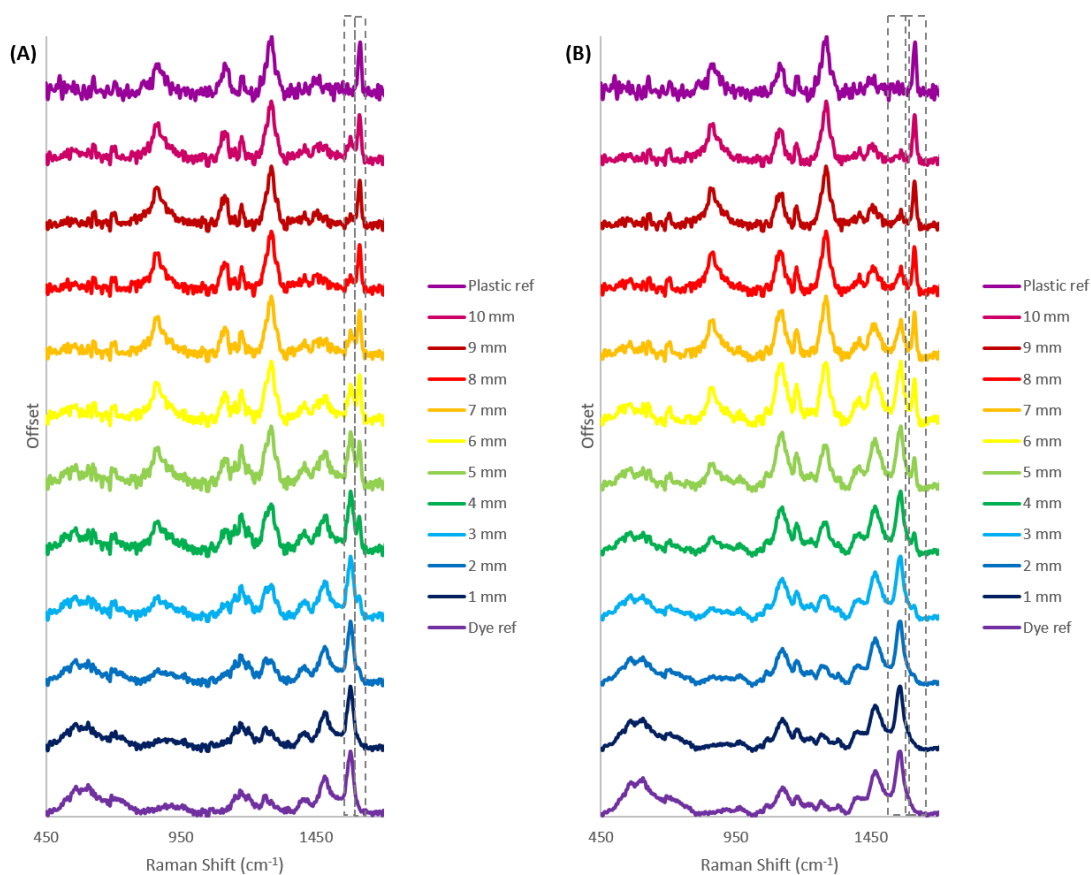 (A)
Offset
450
950
1450
Raman Shift (cm⁻¹)
Plastic ref
10 mm
9 mm
8 mm
7 mm
6 mm
5 mm
4 mm
3 mm
2 mm
1 mm
Dye ref
(B)
Offset
450
950
1450
Raman Shift (cm⁻¹)
Plastic ref
10 mm
9 mm
8 mm
7 mm
6 mm
5 mm
4 mm
3 mm
2 mm
1 mm
Dye ref